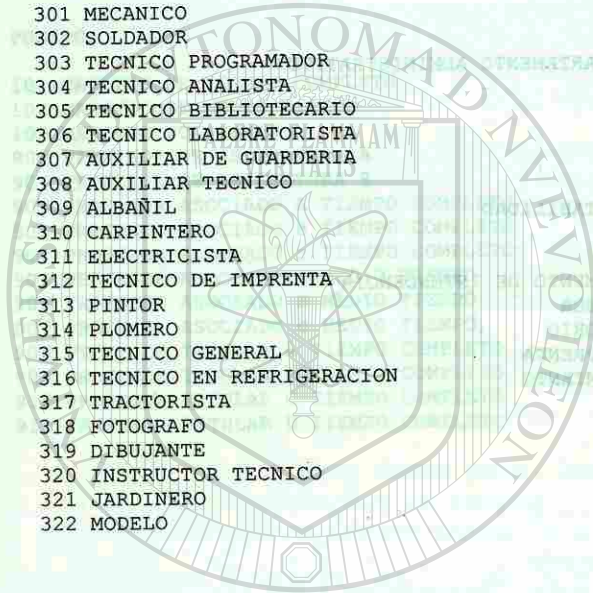 301 MECANICO
302 SOLDADOR
303 TECNICO PROGRAMADOR
304 TECNICO ANALISTA
305 TECNICO BIBLIOTECARIO
306 TECNICO LABORATORISTA
307 AUXILIAR DE GUARDERIA
308 AUXILIAR TECNICO
309 ALBAÑIL
310 CARPINTERO
311 ELECTRICISTA
312 TECNICO DE IMPRENTA
313 PINTOR
314 PLOMERO
315 TECNICO GENERAL
316 TECNICO EN REFRIGERACION
317 TRACTORISTA
318 FOTOGRAFO
319 DIBUJANTE
320 INSTRUCTOR TECNICO
321 JARDINERO
322 MODELO
ALERE FLAMMAM
VERITATIS